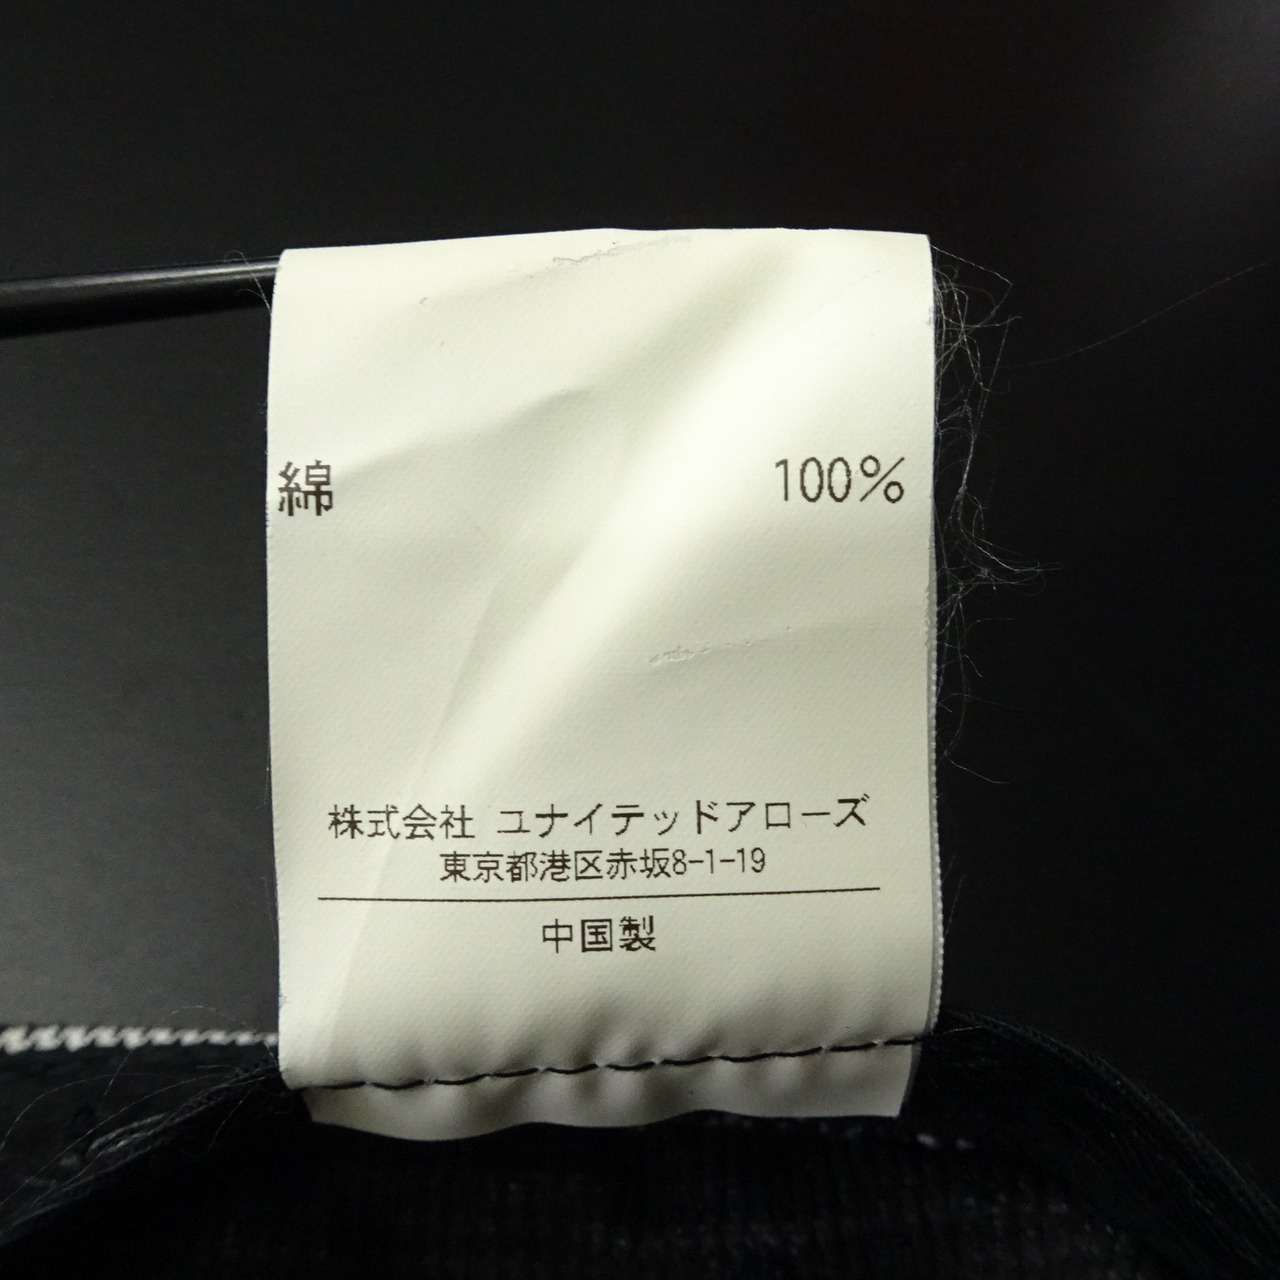 綿 100%
株式会社 ユナイテッドアローズ
東京都港区赤坂8-1-19
中国製